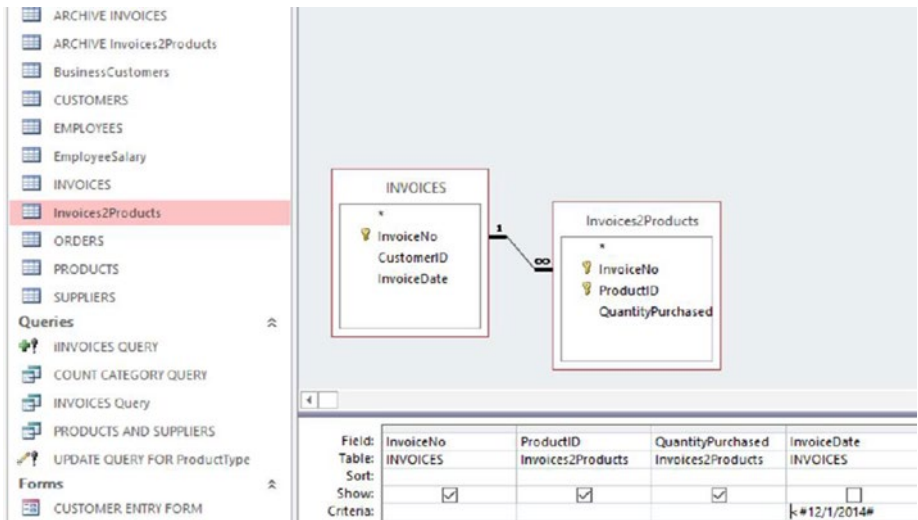 ARCHIVE INVOICES
ARCHIVE Invoices2Products
BusinessCustomers
CUSTOMERS
EMPLOYEES
EmployeeSalary
INVOICES
Invoices2Products
ORDERS
PRODUCTS
SUPPLIERS
Queries
iINVOICES QUERY
COUNT CATEGORY QUERY
INVOICES Query
PRODUCTS AND SUPPLIERS
UPDATE QUERY FOR ProductType
Forms
CUSTOMER ENTRY FORM
INVOICES
*
InvoiceNo
CustomerID
InvoiceDate
1
∞
Invoices2Products
*
InvoiceNo
ProductID
QuantityPurchased
Field: InvoiceNo ProductID QuantityPurchased InvoiceDate
Table: INVOICES Invoices2Products Invoices2Products INVOICES
Sort:
Show:
Criteria: <#12/1/2014#